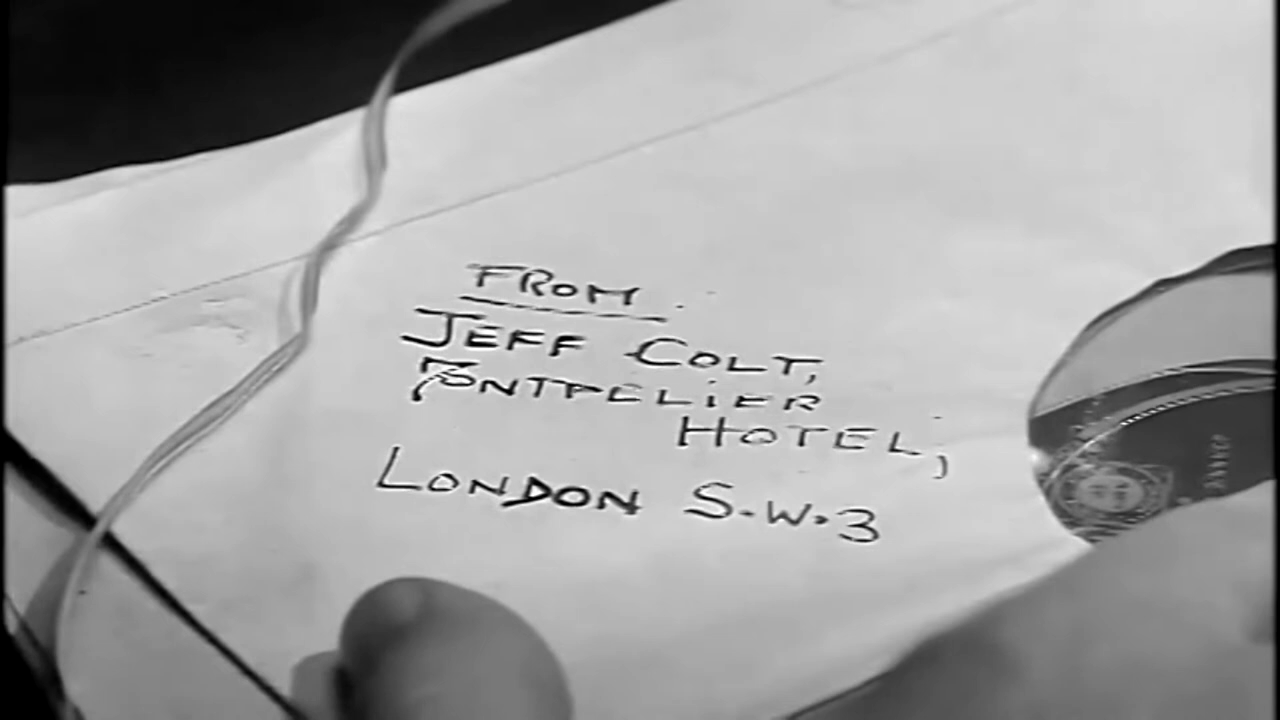 FROM
JEFF COLT,
MONTPELIER
HOTEL,
LONDON S.W.3